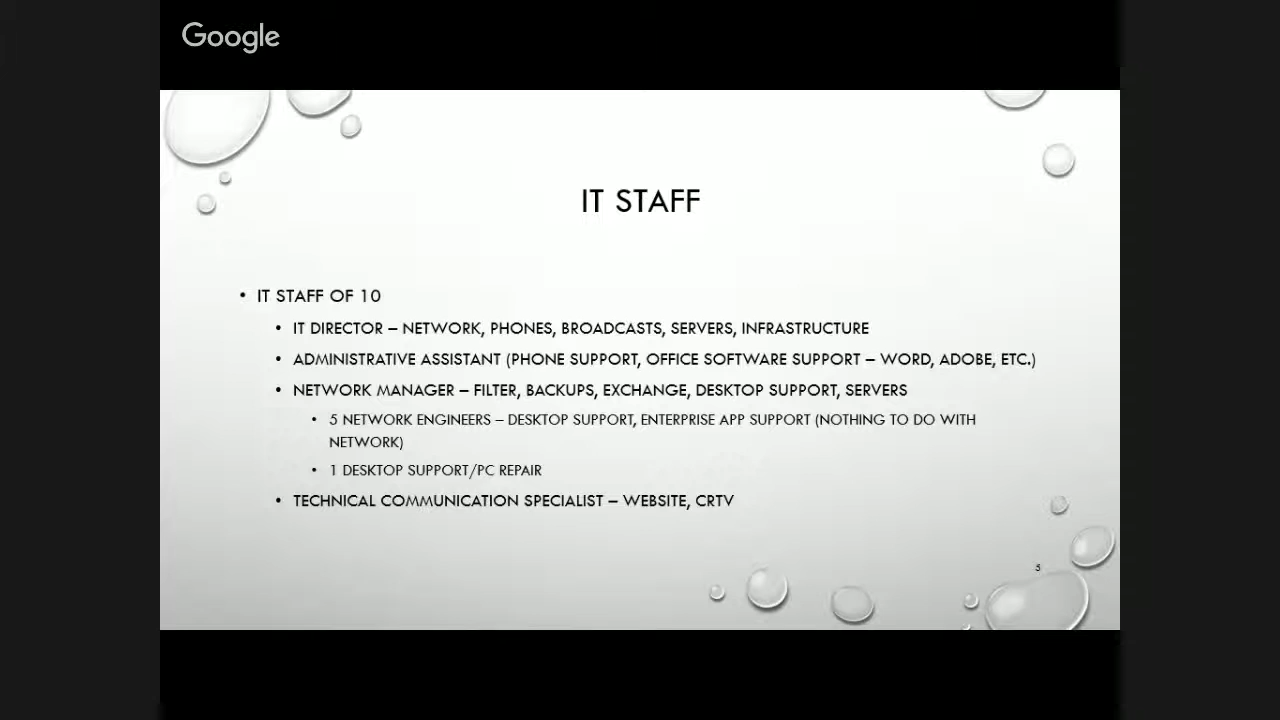 Google
IT STAFF
• IT STAFF OF 10
• IT DIRECTOR – NETWORK, PHONES, BROADCASTS, SERVERS, INFRASTRUCTURE
• ADMINISTRATIVE ASSISTANT (PHONE SUPPORT, OFFICE SOFTWARE SUPPORT – WORD, ADOBE, ETC.)
• NETWORK MANAGER – FILTER, BACKUPS, EXCHANGE, DESKTOP SUPPORT, SERVERS
• 5 NETWORK ENGINEERS – DESKTOP SUPPORT, ENTERPRISE APP SUPPORT (NOTHING TO DO WITH
NETWORK)
• 1 DESKTOP SUPPORT/PC REPAIR
• TECHNICAL COMMUNICATION SPECIALIST – WEBSITE, CRTV
5